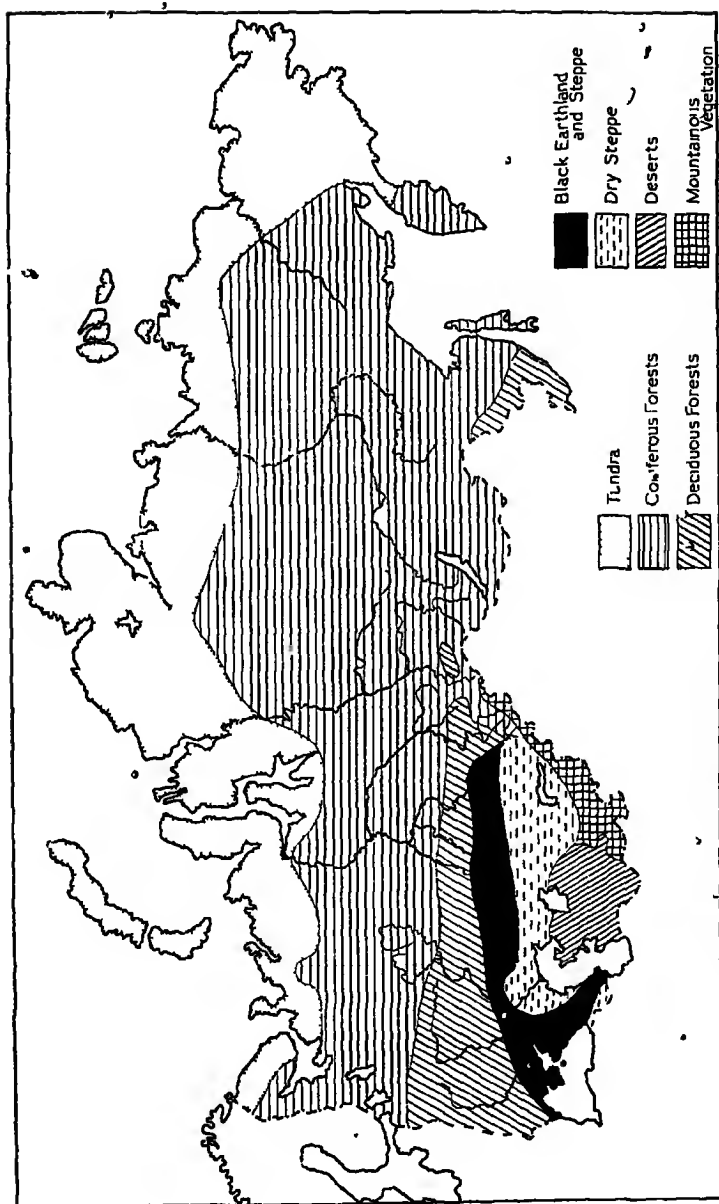 Tundra
Coniferous Forests
Deciduous Forests
Black Earthland
and Steppe
Dry Steppe
Deserts
Mountainous
Vegetation